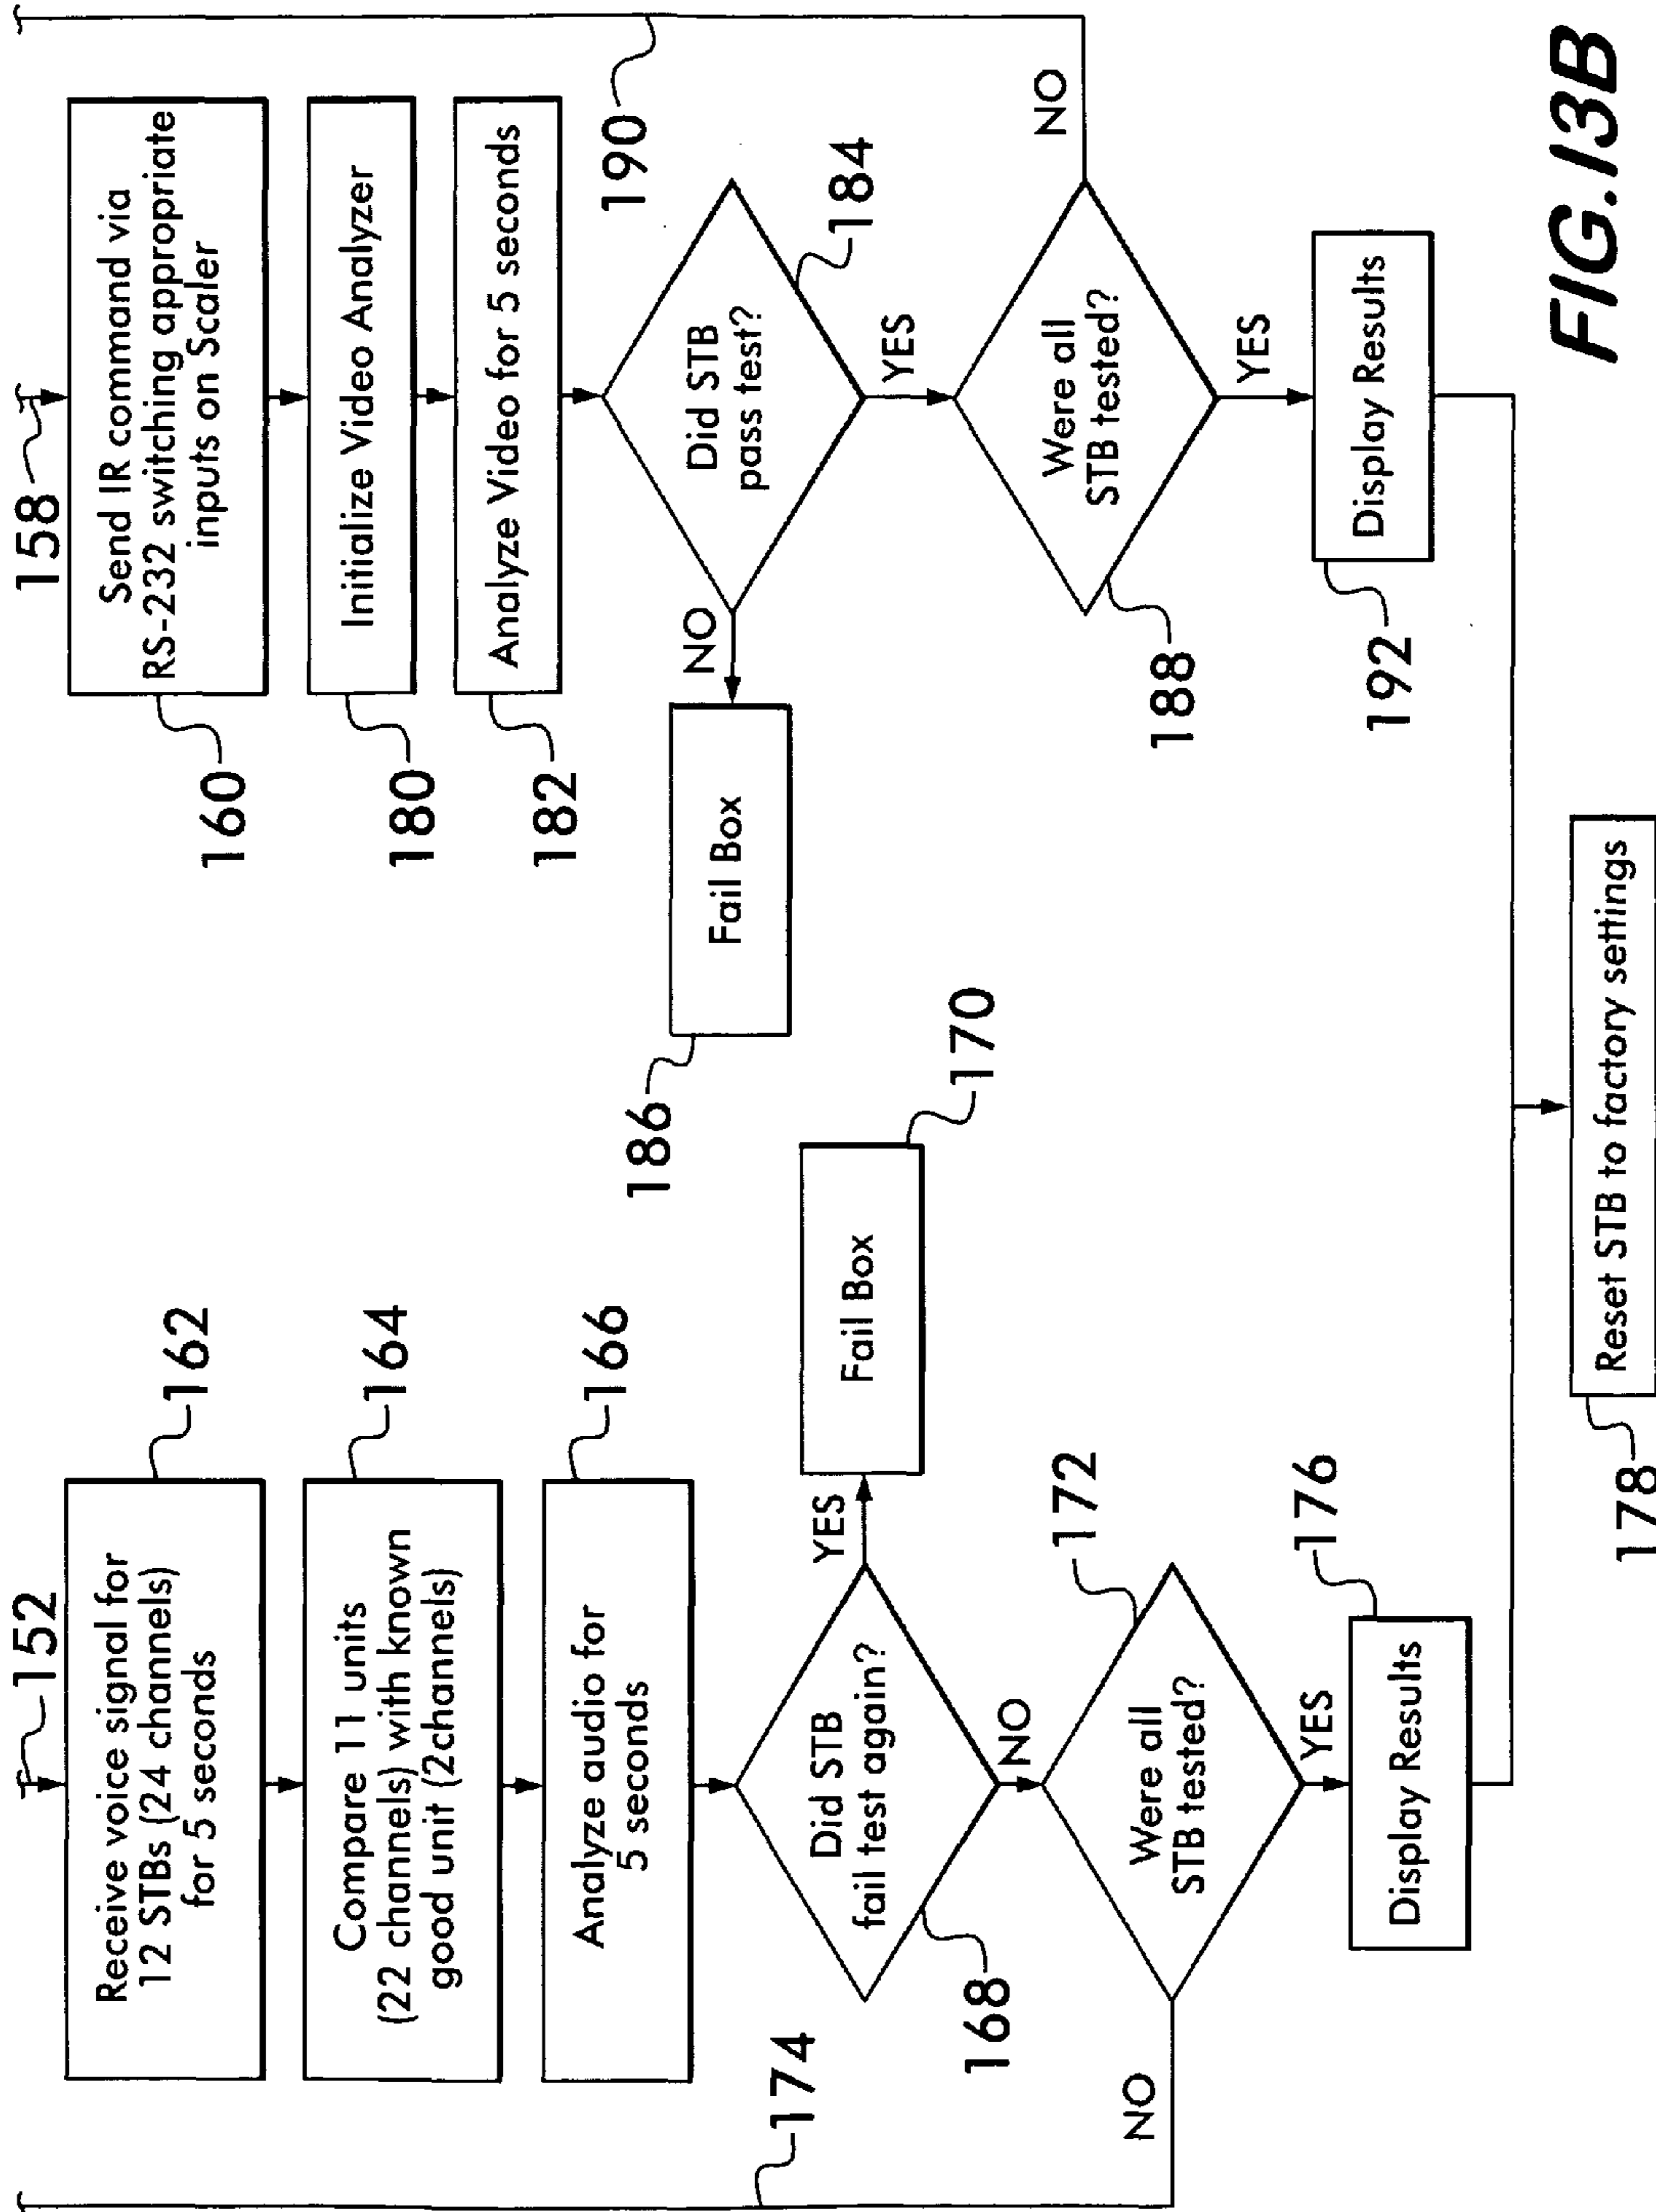 152
Receive voice signal for
12 STBs (24 channels)
for 5 seconds
162
Compare 11 units
(22 channels) with known
good unit (2channels)
164
Analyze audio for
5 seconds
166
Did STB
fail test again?
168
YES
Fail Box
170
NO
Were all
STB tested?
172
NO
174
YES
Display Results
176
158
Send IR command via
RS-232 switching appropriate
inputs on Scaler
160
Initialize Video Analyzer
180
Analyze Video for 5 seconds
182
Did STB
pass test?
184
NO
Fail Box
186
YES
Were all
STB tested?
188
NO
190
YES
Display Results
192
Reset STB to factory settings
178
FIG.13B